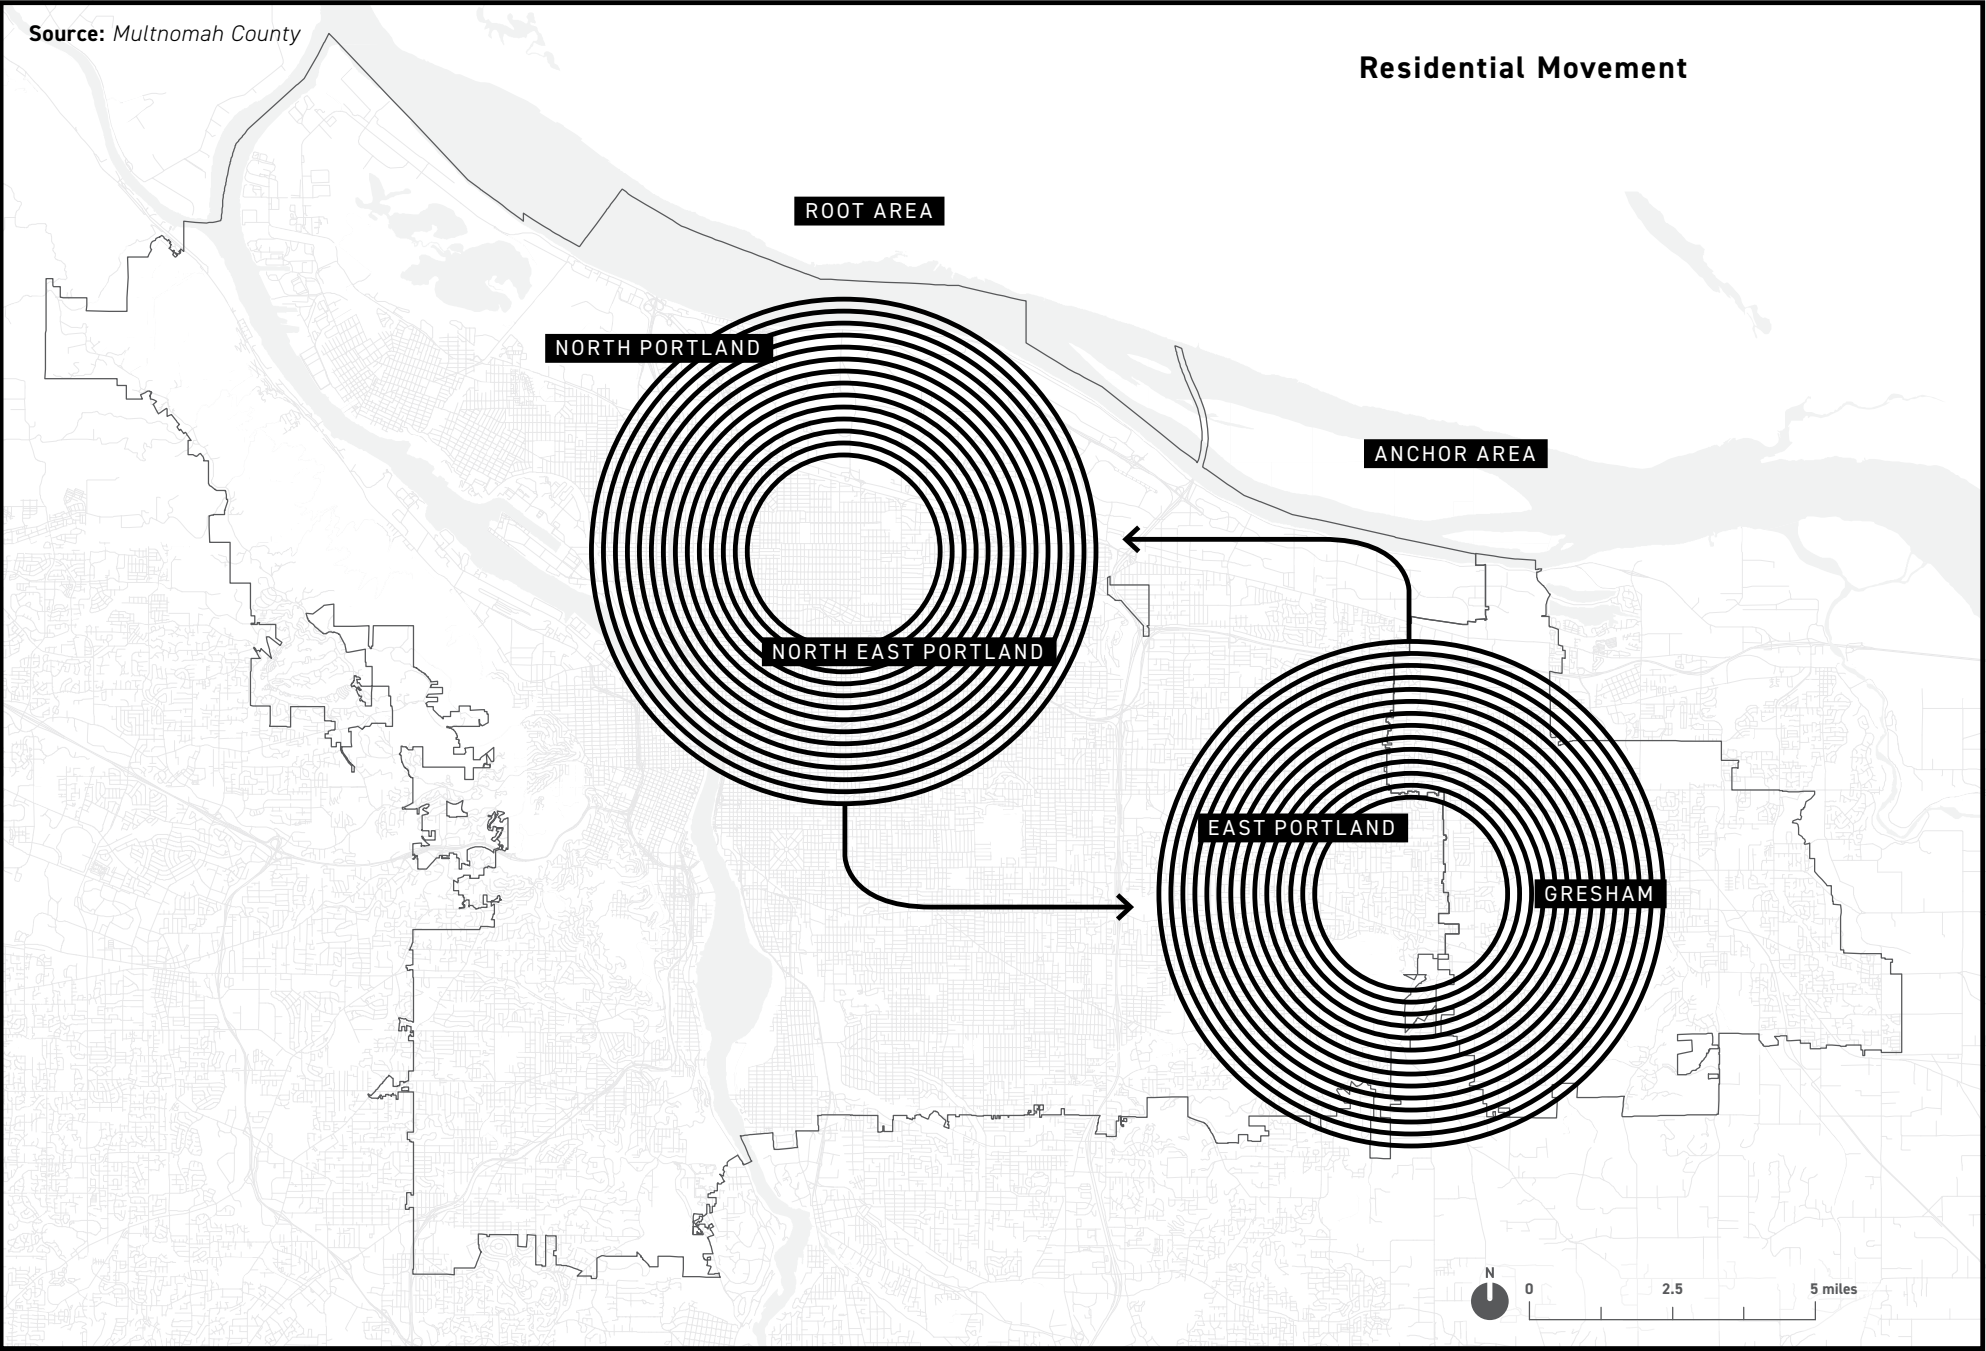 Source: Multnomah County
Residential Movement
ROOT AREA
NORTH PORTLAND
ANCHOR AREA
NORTH EAST PORTLAND
EAST PORTLAND
GRESHAM
N
0 2.5 5 miles